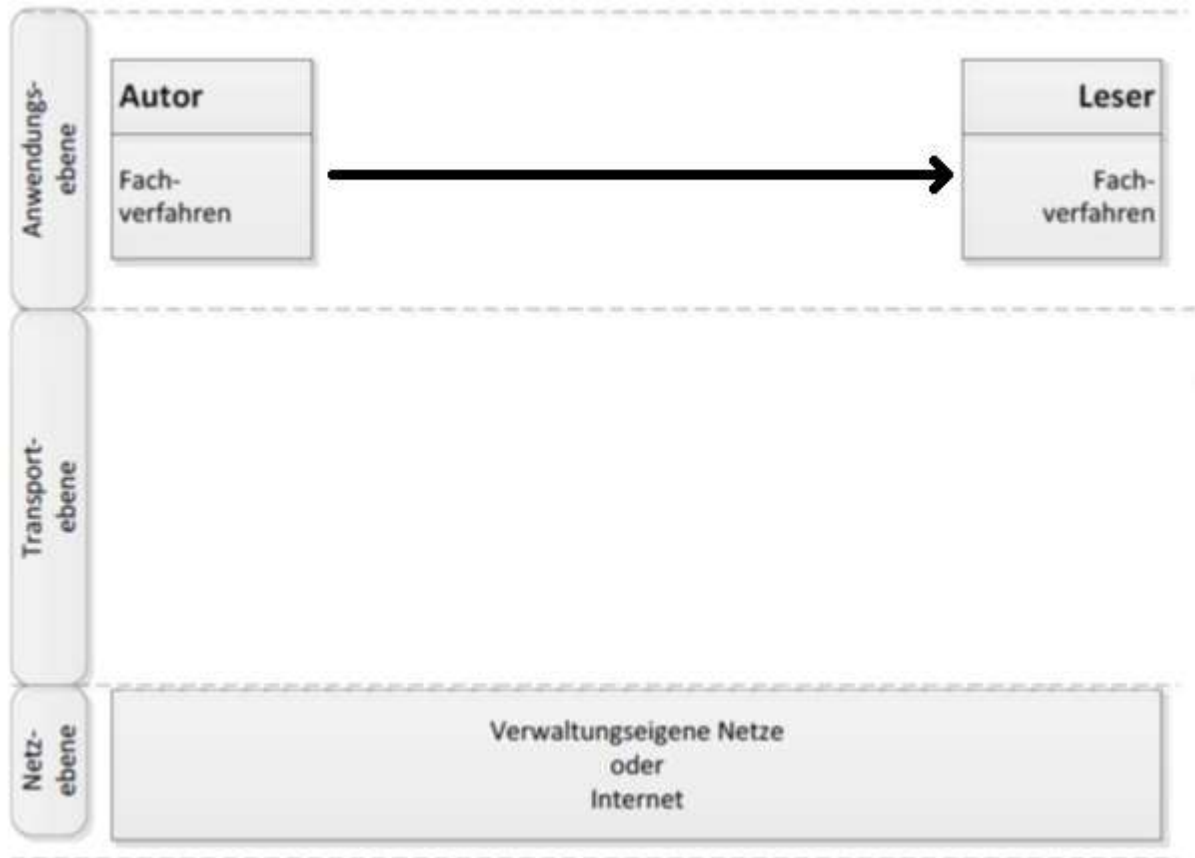 Anwendungs-
ebene
Autor
Fach-
verfahren
Leser
Fach-
verfahren
Transport-
ebene
Netz-
ebene
Verwaltungseigene Netze
oder
Internet